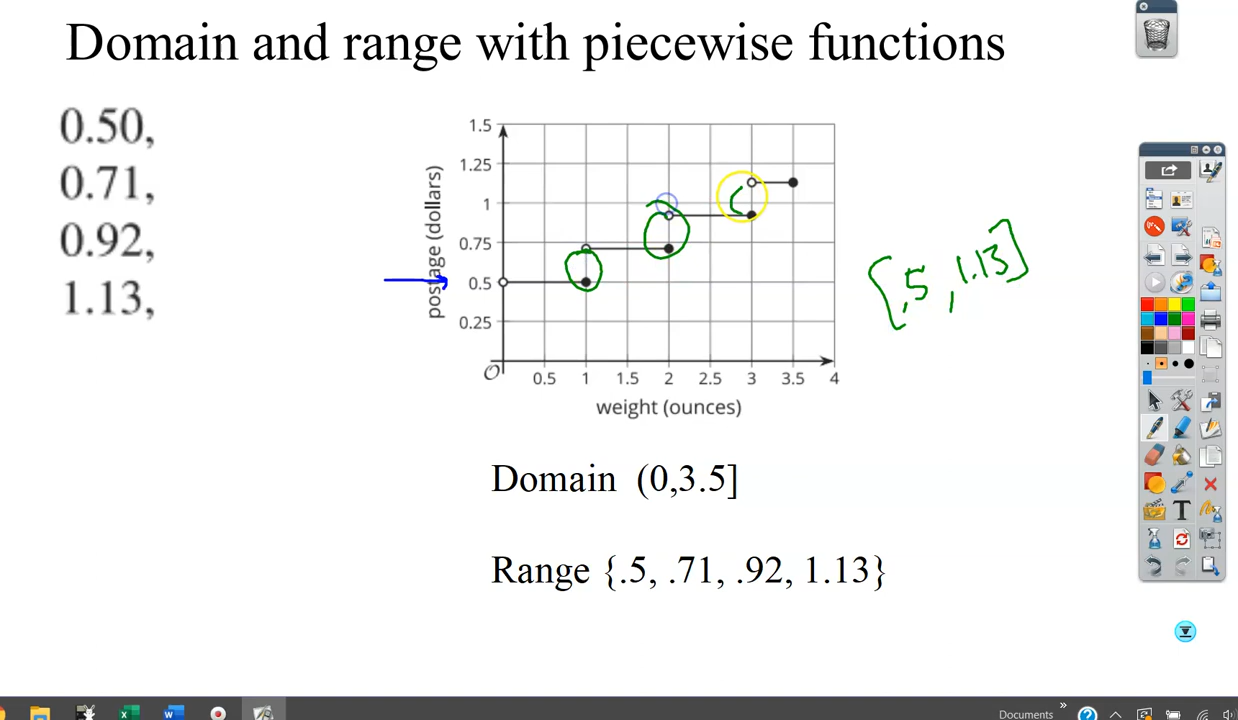 Domain and range with piecewise functions
0.50,
0.71,
0.92,
1.13,
postage (dollars)
1.5
1.25
1
0.75
0.5
0.25
O
0.5 1 1.5 2 2.5 3 3.5 4
weight (ounces)
[.5, 1.13]
Domain (0,3.5]
Range {.5, .71, .92, 1.13}
T
Documents